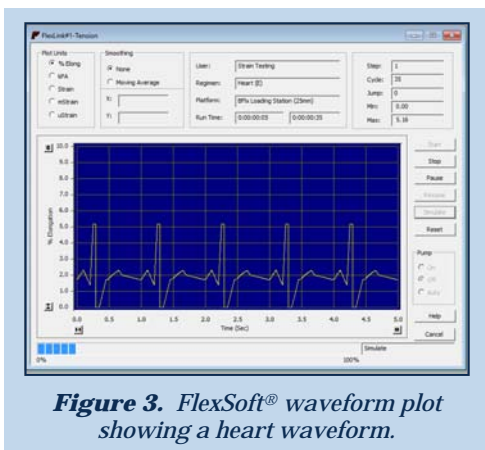 FlexLink#1-Tension
Plot Units
% Elong
kPA
Strain
mStrain
uStrain
Smoothing
None
Moving Average
X:
Y:
User: Strain Testing
Regimen: Heart (E)
Platform: BFlx Loading Station (25mm)
Run Time: 0:00:00:03 0:00:00:35
Step: 1
Cycle: 35
Jump: 0
Min: 0.00
Max: 5.18
% Elongation
10.0
9.0
8.0
7.0
6.0
5.0
4.0
3.0
2.0
1.0
0.0
0.0 0.5 1.0 1.5 2.0 2.5 3.0 3.5 4.0 4.5 5.0
Time (Sec)
Start
Stop
Pause
Resume
Simulate
Reset
Pump
On
Off
Auto
Help
Cancel
Simulate
0% 100%
Figure 3. FlexSoft® waveform plot
showing a heart waveform.